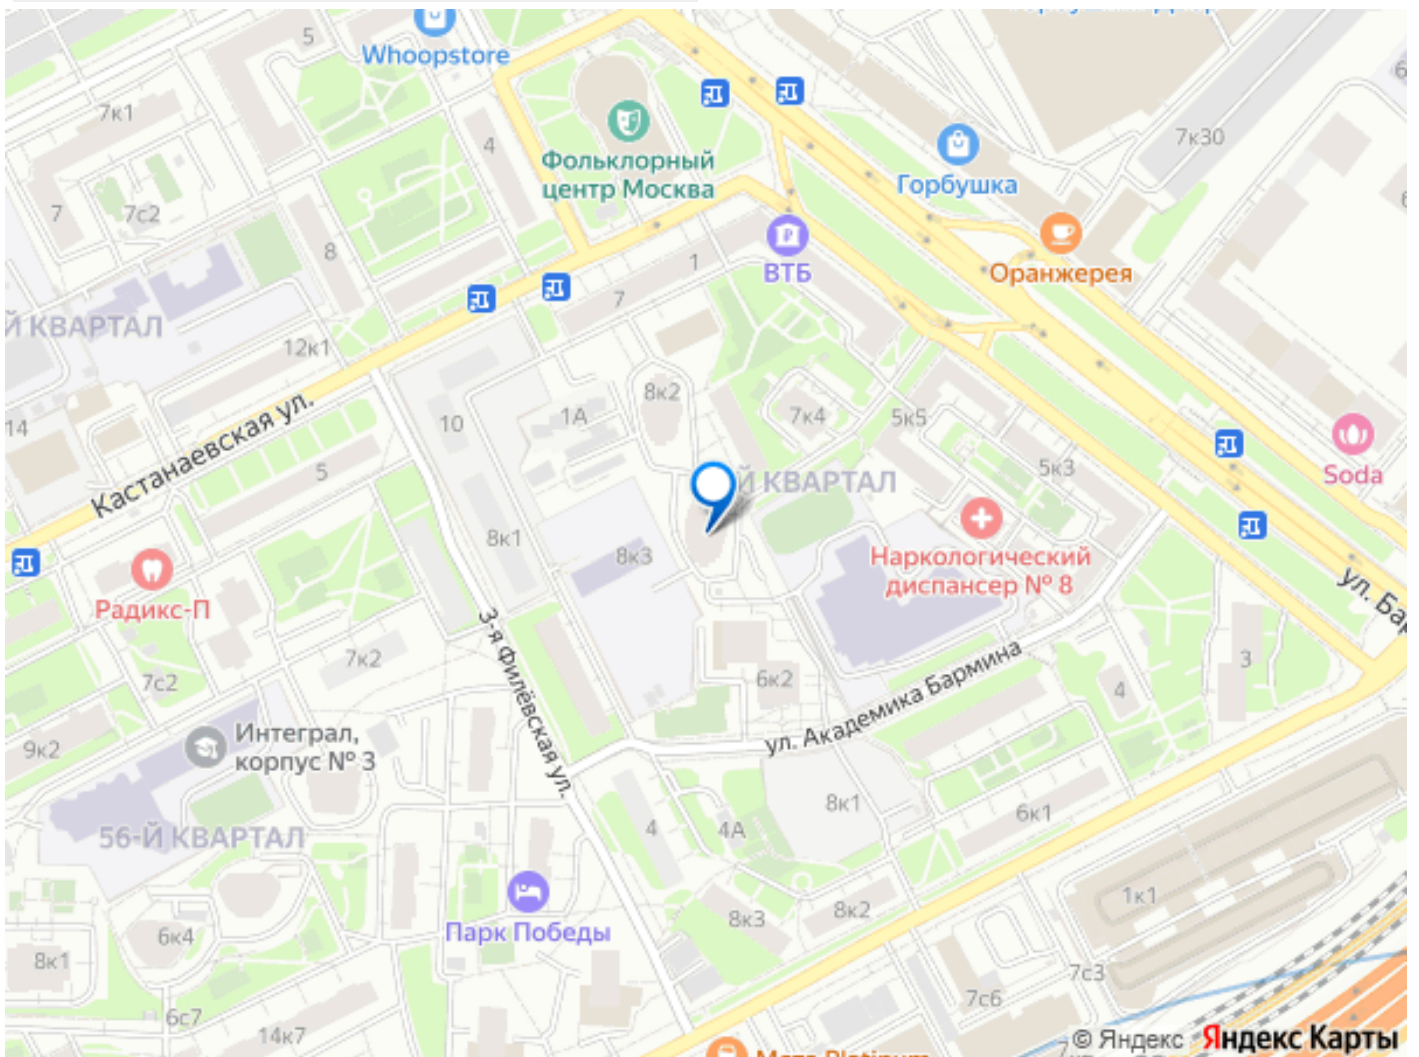 5
Whoopstore
7к1
4
Фольклорный
центр Москва
Горбушка
7к30
7
7с2
8
1
ВТБ
Оранжерея
7
Й КВАРТАЛ
12к1
14
Кастанаевская ул.
10
1А
8к2
7к4
5к5
5
5к3
Soda
Й КВАРТАЛ
8к1
8к3
Наркологический
диспансер № 8
Радикс-П
3-я Филёвская ул.
7к2
7с2
ул. Академика Бармина
6к2
4
3
ул. Бар
9к2
Интеграл,
корпус № 3
56-Й КВАРТАЛ
4
4А
8к1
6к1
1к1
6к4
8к1
Парк Победы
8к3
8к2
7с3
7с6
6с7
14к7
© Яндекс Яндекс Карты